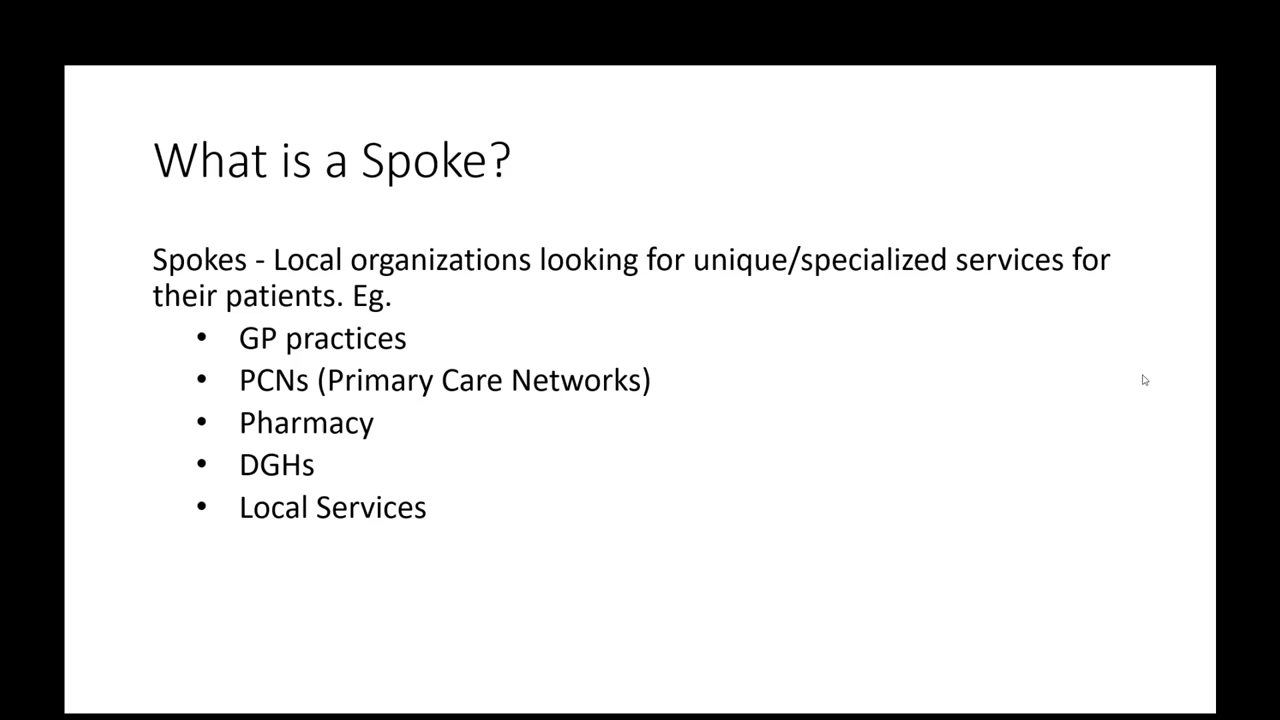 What is a Spoke?
Spokes - Local organizations looking for unique/specialized services for
their patients. Eg.
• GP practices
• PCNs (Primary Care Networks)
• Pharmacy
• DGHs
• Local Services